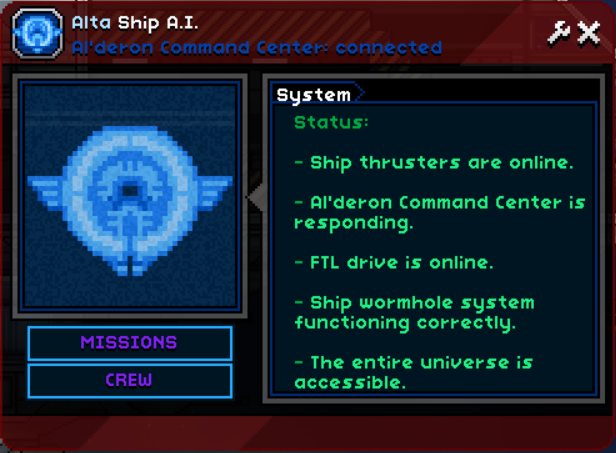 Alta Ship A.I.
Al'deron Command Center: connected
System
Status:
- Ship thrusters are online.
- Al'deron Command Center is
responding.
- FTL drive is online.
- Ship wormhole system
functioning correctly.
- The entire universe is
accessible.
MISSIONS
CREW